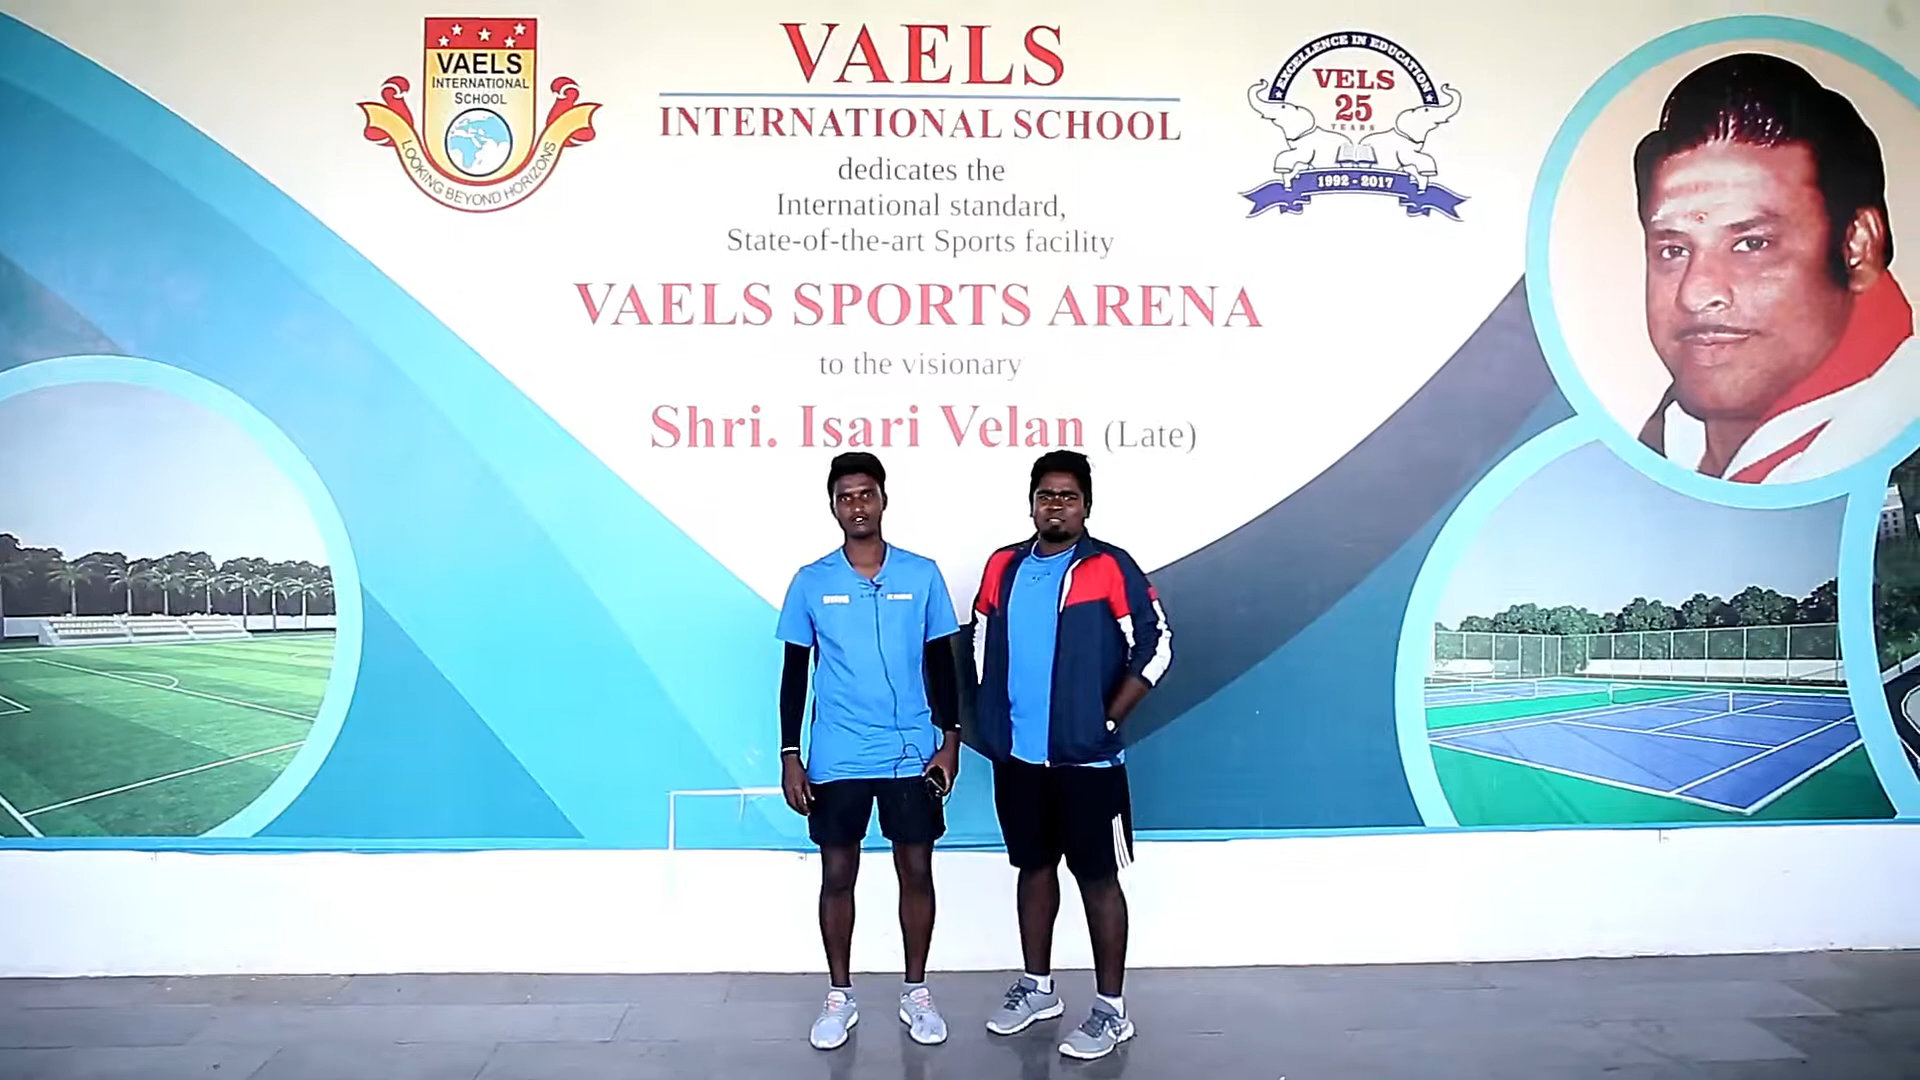 VAELS
INTERNATIONAL
SCHOOL
LOOKING BEYOND HORIZONS
VAELS
INTERNATIONAL SCHOOL
dedicates the
International standard,
State-of-the-art Sports facility
VAELS SPORTS ARENA
to the visionary
Shri. Isari Velan (Late)
EXCELLENCE IN EDUCATION
VELS
25
YEARS
1992 - 2017